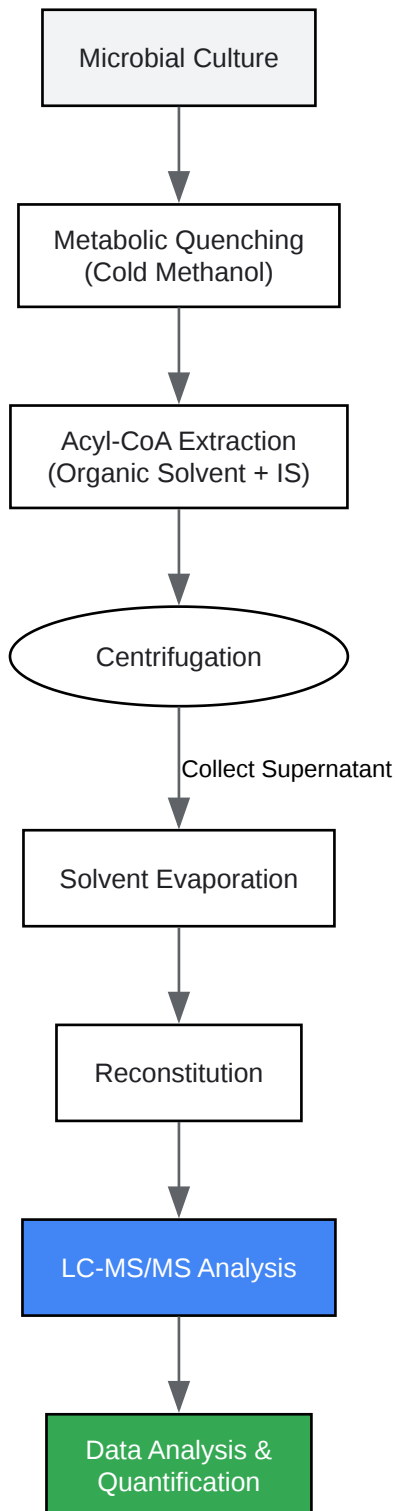 Microbial Culture
Metabolic Quenching
(Cold Methanol)
Acyl-CoA Extraction
(Organic Solvent + IS)
Centrifugation
Collect Supernatant
Solvent Evaporation
Reconstitution
LC-MS/MS Analysis
Data Analysis &
Quantification